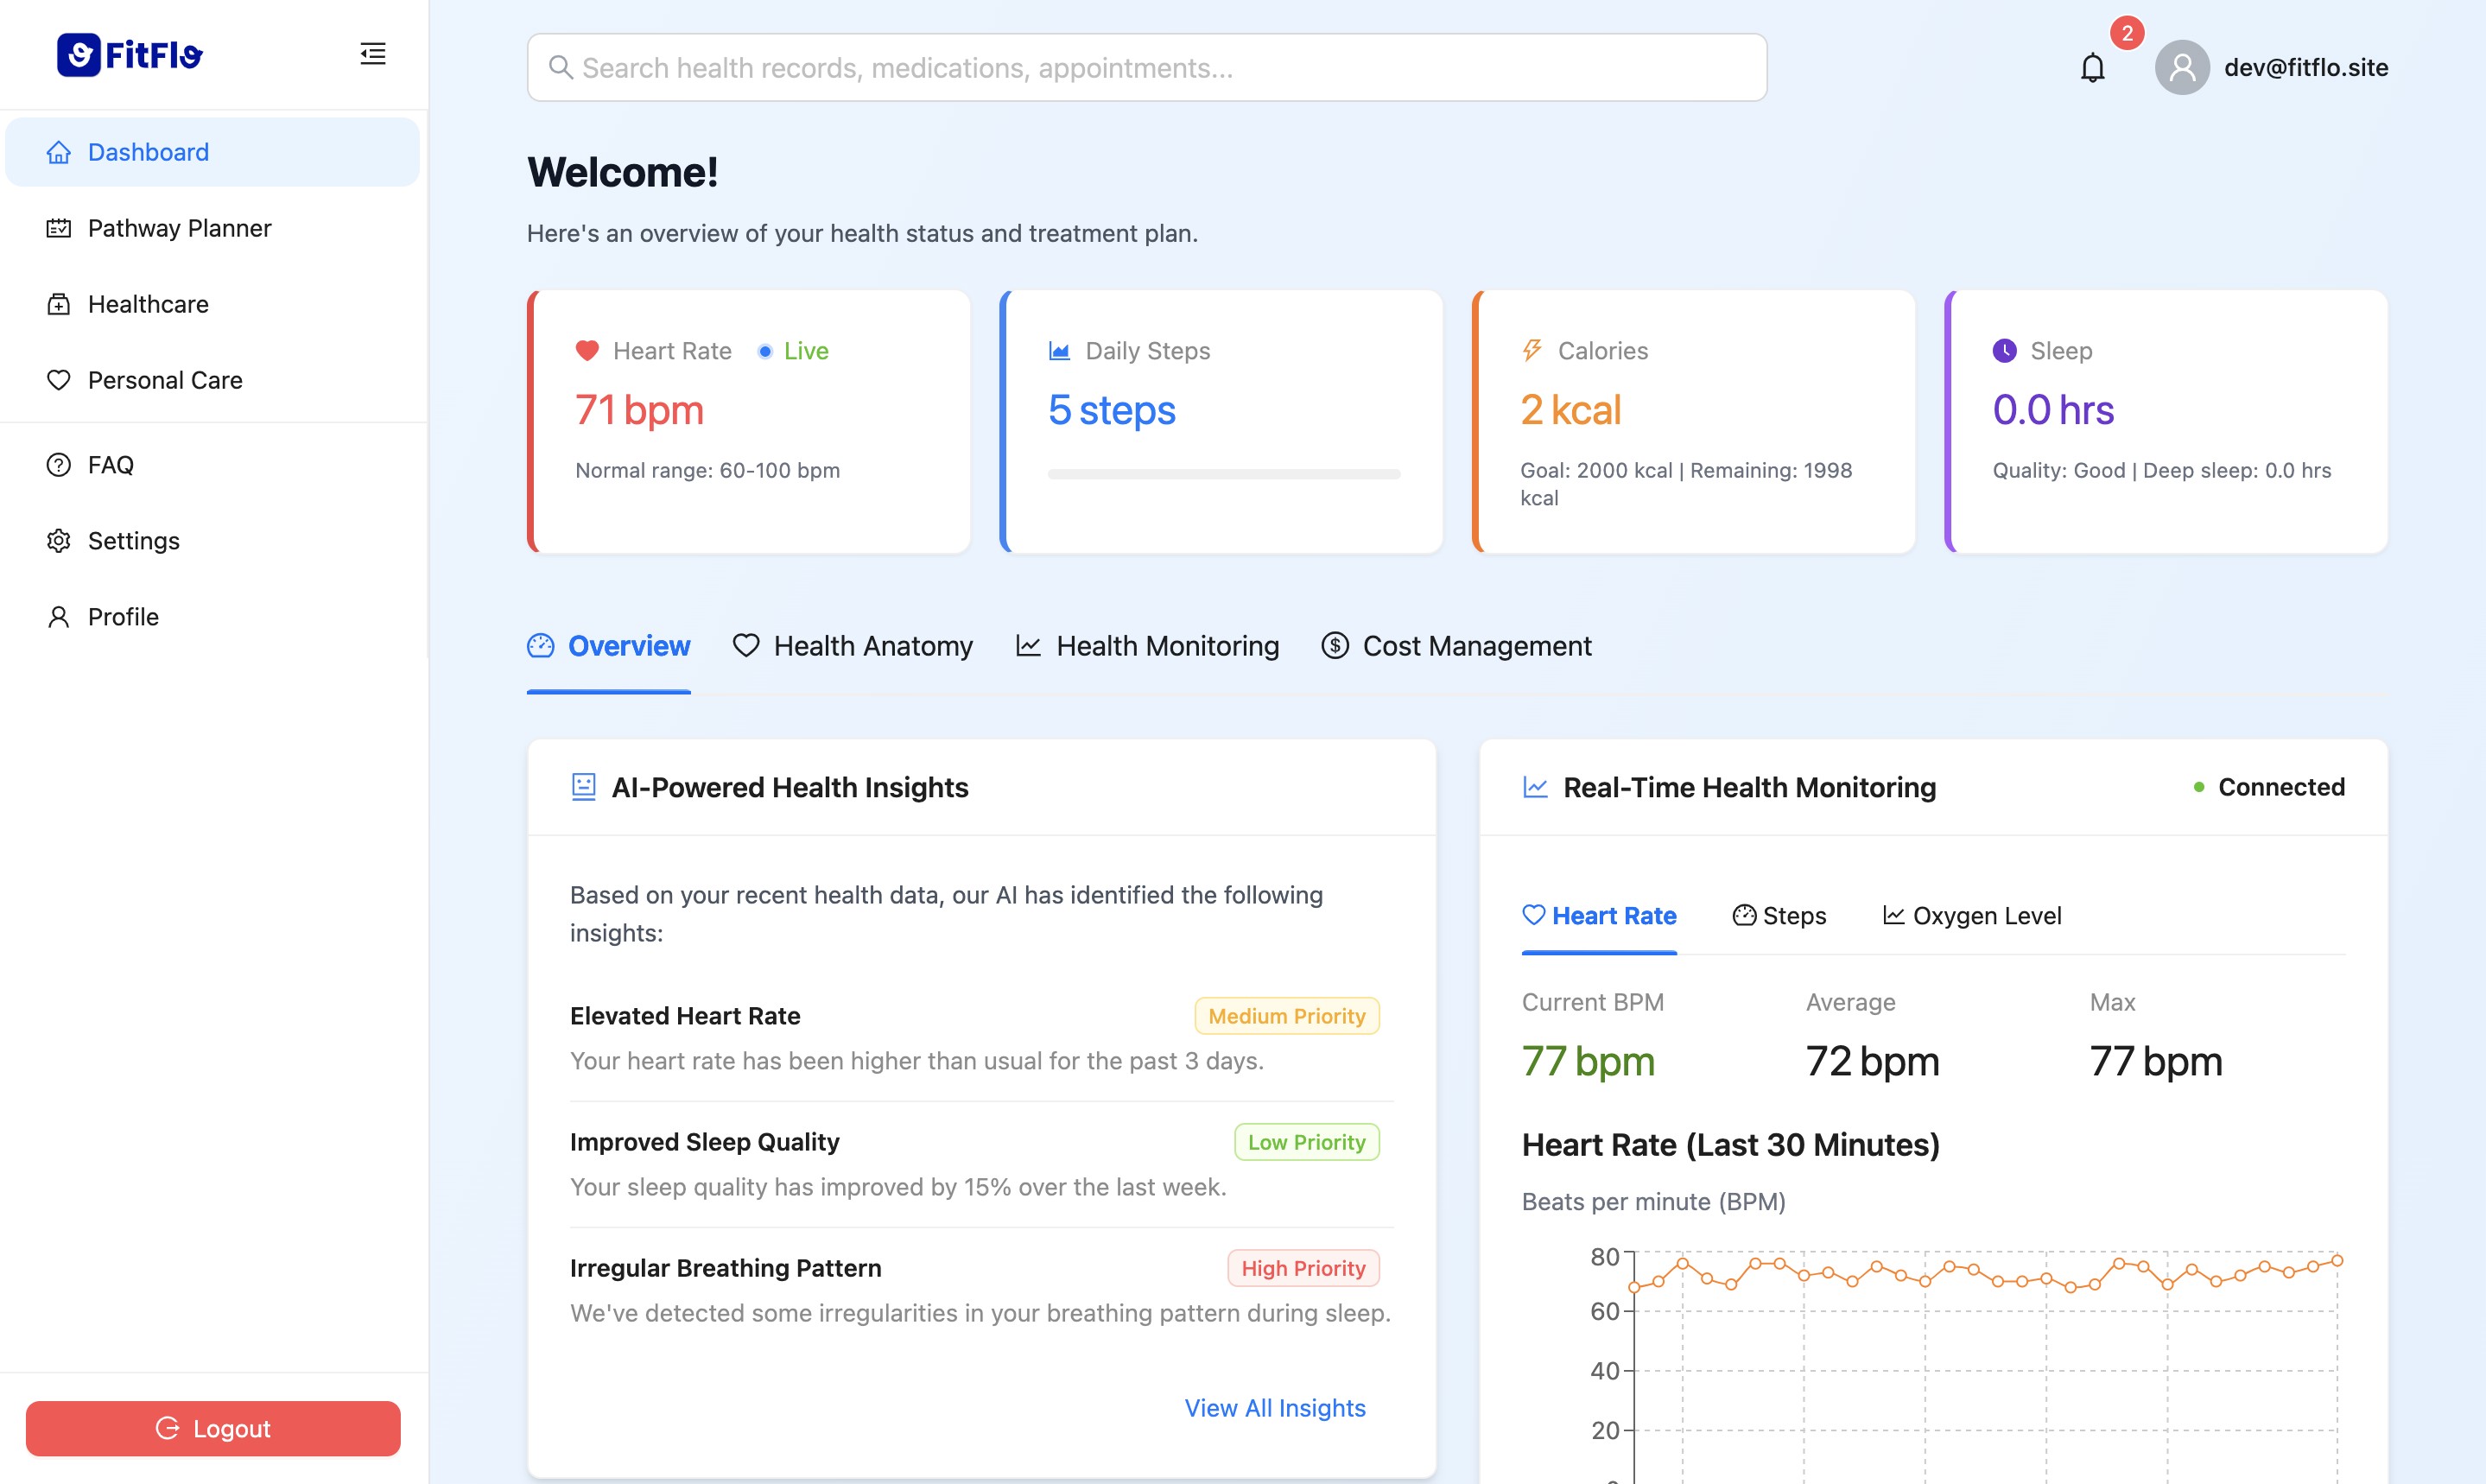 FitFlo
Dashboard
Pathway Planner
Healthcare
Personal Care
FAQ
Settings
Profile
Logout
Search health records, medications, appointments...
2
dev@fitflo.site
Welcome!
Here's an overview of your health status and treatment plan.
Heart Rate Live
71 bpm
Normal range: 60-100 bpm
Daily Steps
5 steps
Calories
2 kcal
Goal: 2000 kcal | Remaining: 1998
kcal
Sleep
0.0 hrs
Quality: Good | Deep sleep: 0.0 hrs
Overview Health Anatomy Health Monitoring Cost Management
AI-Powered Health Insights
Based on your recent health data, our AI has identified the following
insights:
Elevated Heart Rate Medium Priority
Your heart rate has been higher than usual for the past 3 days.
Improved Sleep Quality Low Priority
Your sleep quality has improved by 15% over the last week.
Irregular Breathing Pattern High Priority
We've detected some irregularities in your breathing pattern during sleep.
View All Insights
Real-Time Health Monitoring Connected
Heart Rate Steps Oxygen Level
Current BPM Average Max
77 bpm 72 bpm 77 bpm
Heart Rate (Last 30 Minutes)
Beats per minute (BPM)
80
60
40
20